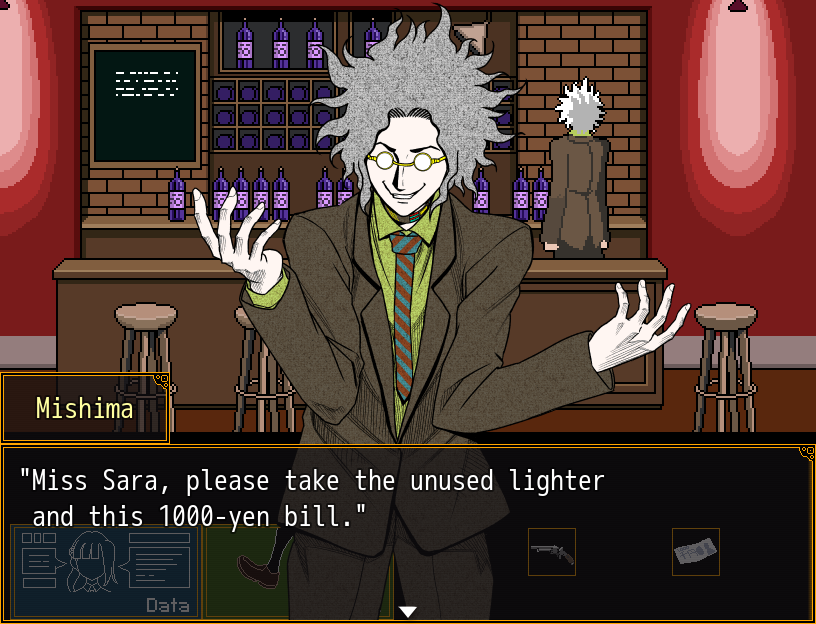 Mishima
"Miss Sara, please take the unused lighter
and this 1000-yen bill."
Data